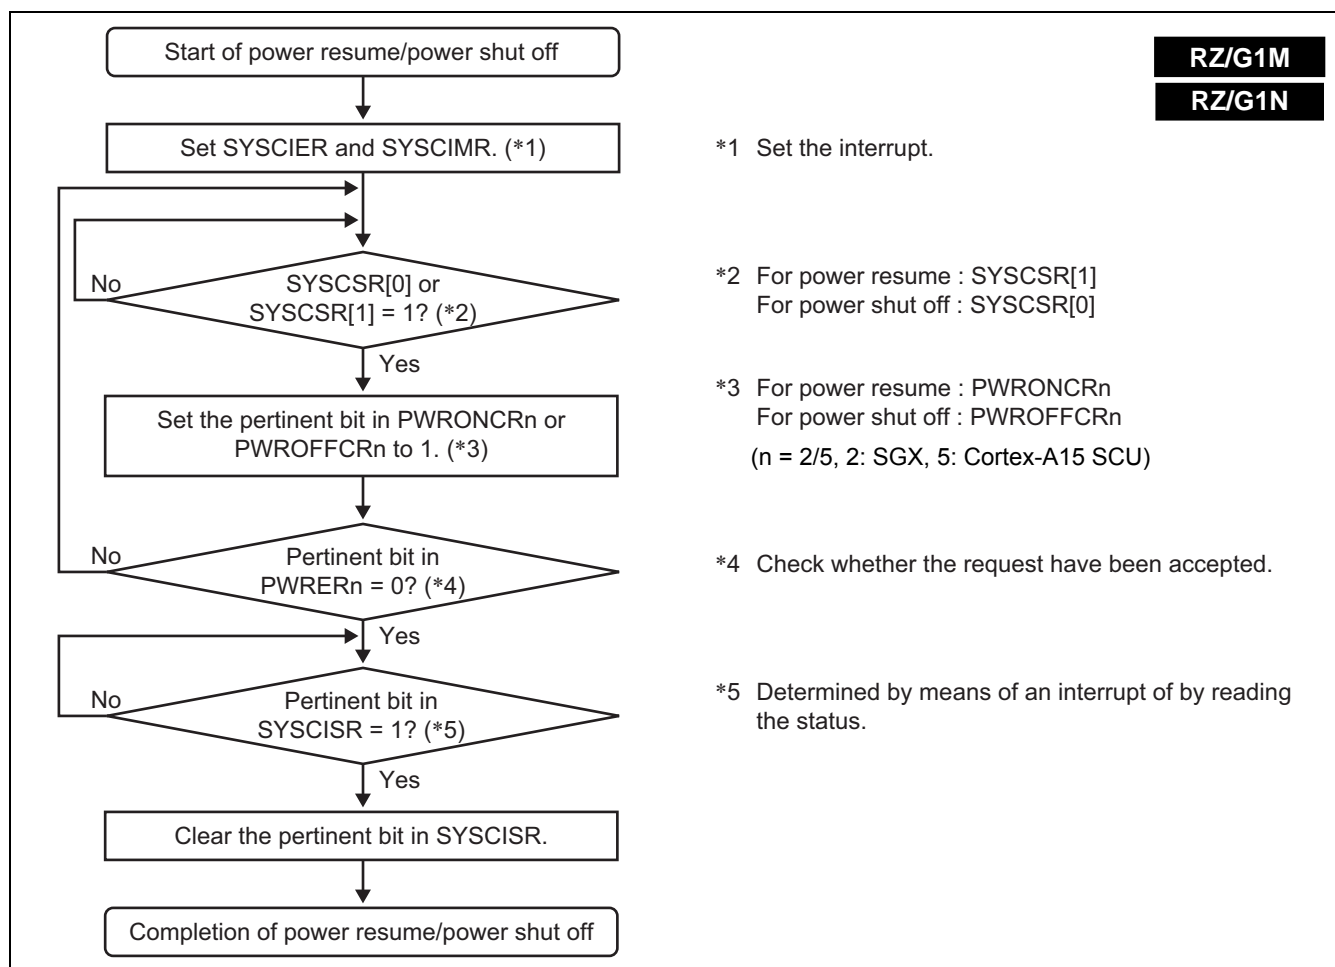 Start of power resume/power shut off
RZ/G1M
RZ/G1N
Set SYSCIER and SYSCIMR. (*1)
*1 Set the interrupt.
No
SYSCSR[0] or
SYSCSR[1] = 1? (*2)
*2 For power resume : SYSCSR[1]
For power shut off : SYSCSR[0]
Yes
Set the pertinent bit in PWRONCRn or
PWROFFCRn to 1. (*3)
*3 For power resume : PWRONCRn
For power shut off : PWROFFCRn
(n = 2/5, 2: SGX, 5: Cortex-A15 SCU)
No
Pertinent bit in
PWRERn = 0? (*4)
*4 Check whether the request have been accepted.
Yes
No
Pertinent bit in
SYSCISR = 1? (*5)
*5 Determined by means of an interrupt of by reading
the status.
Yes
Clear the pertinent bit in SYSCISR.
Completion of power resume/power shut off